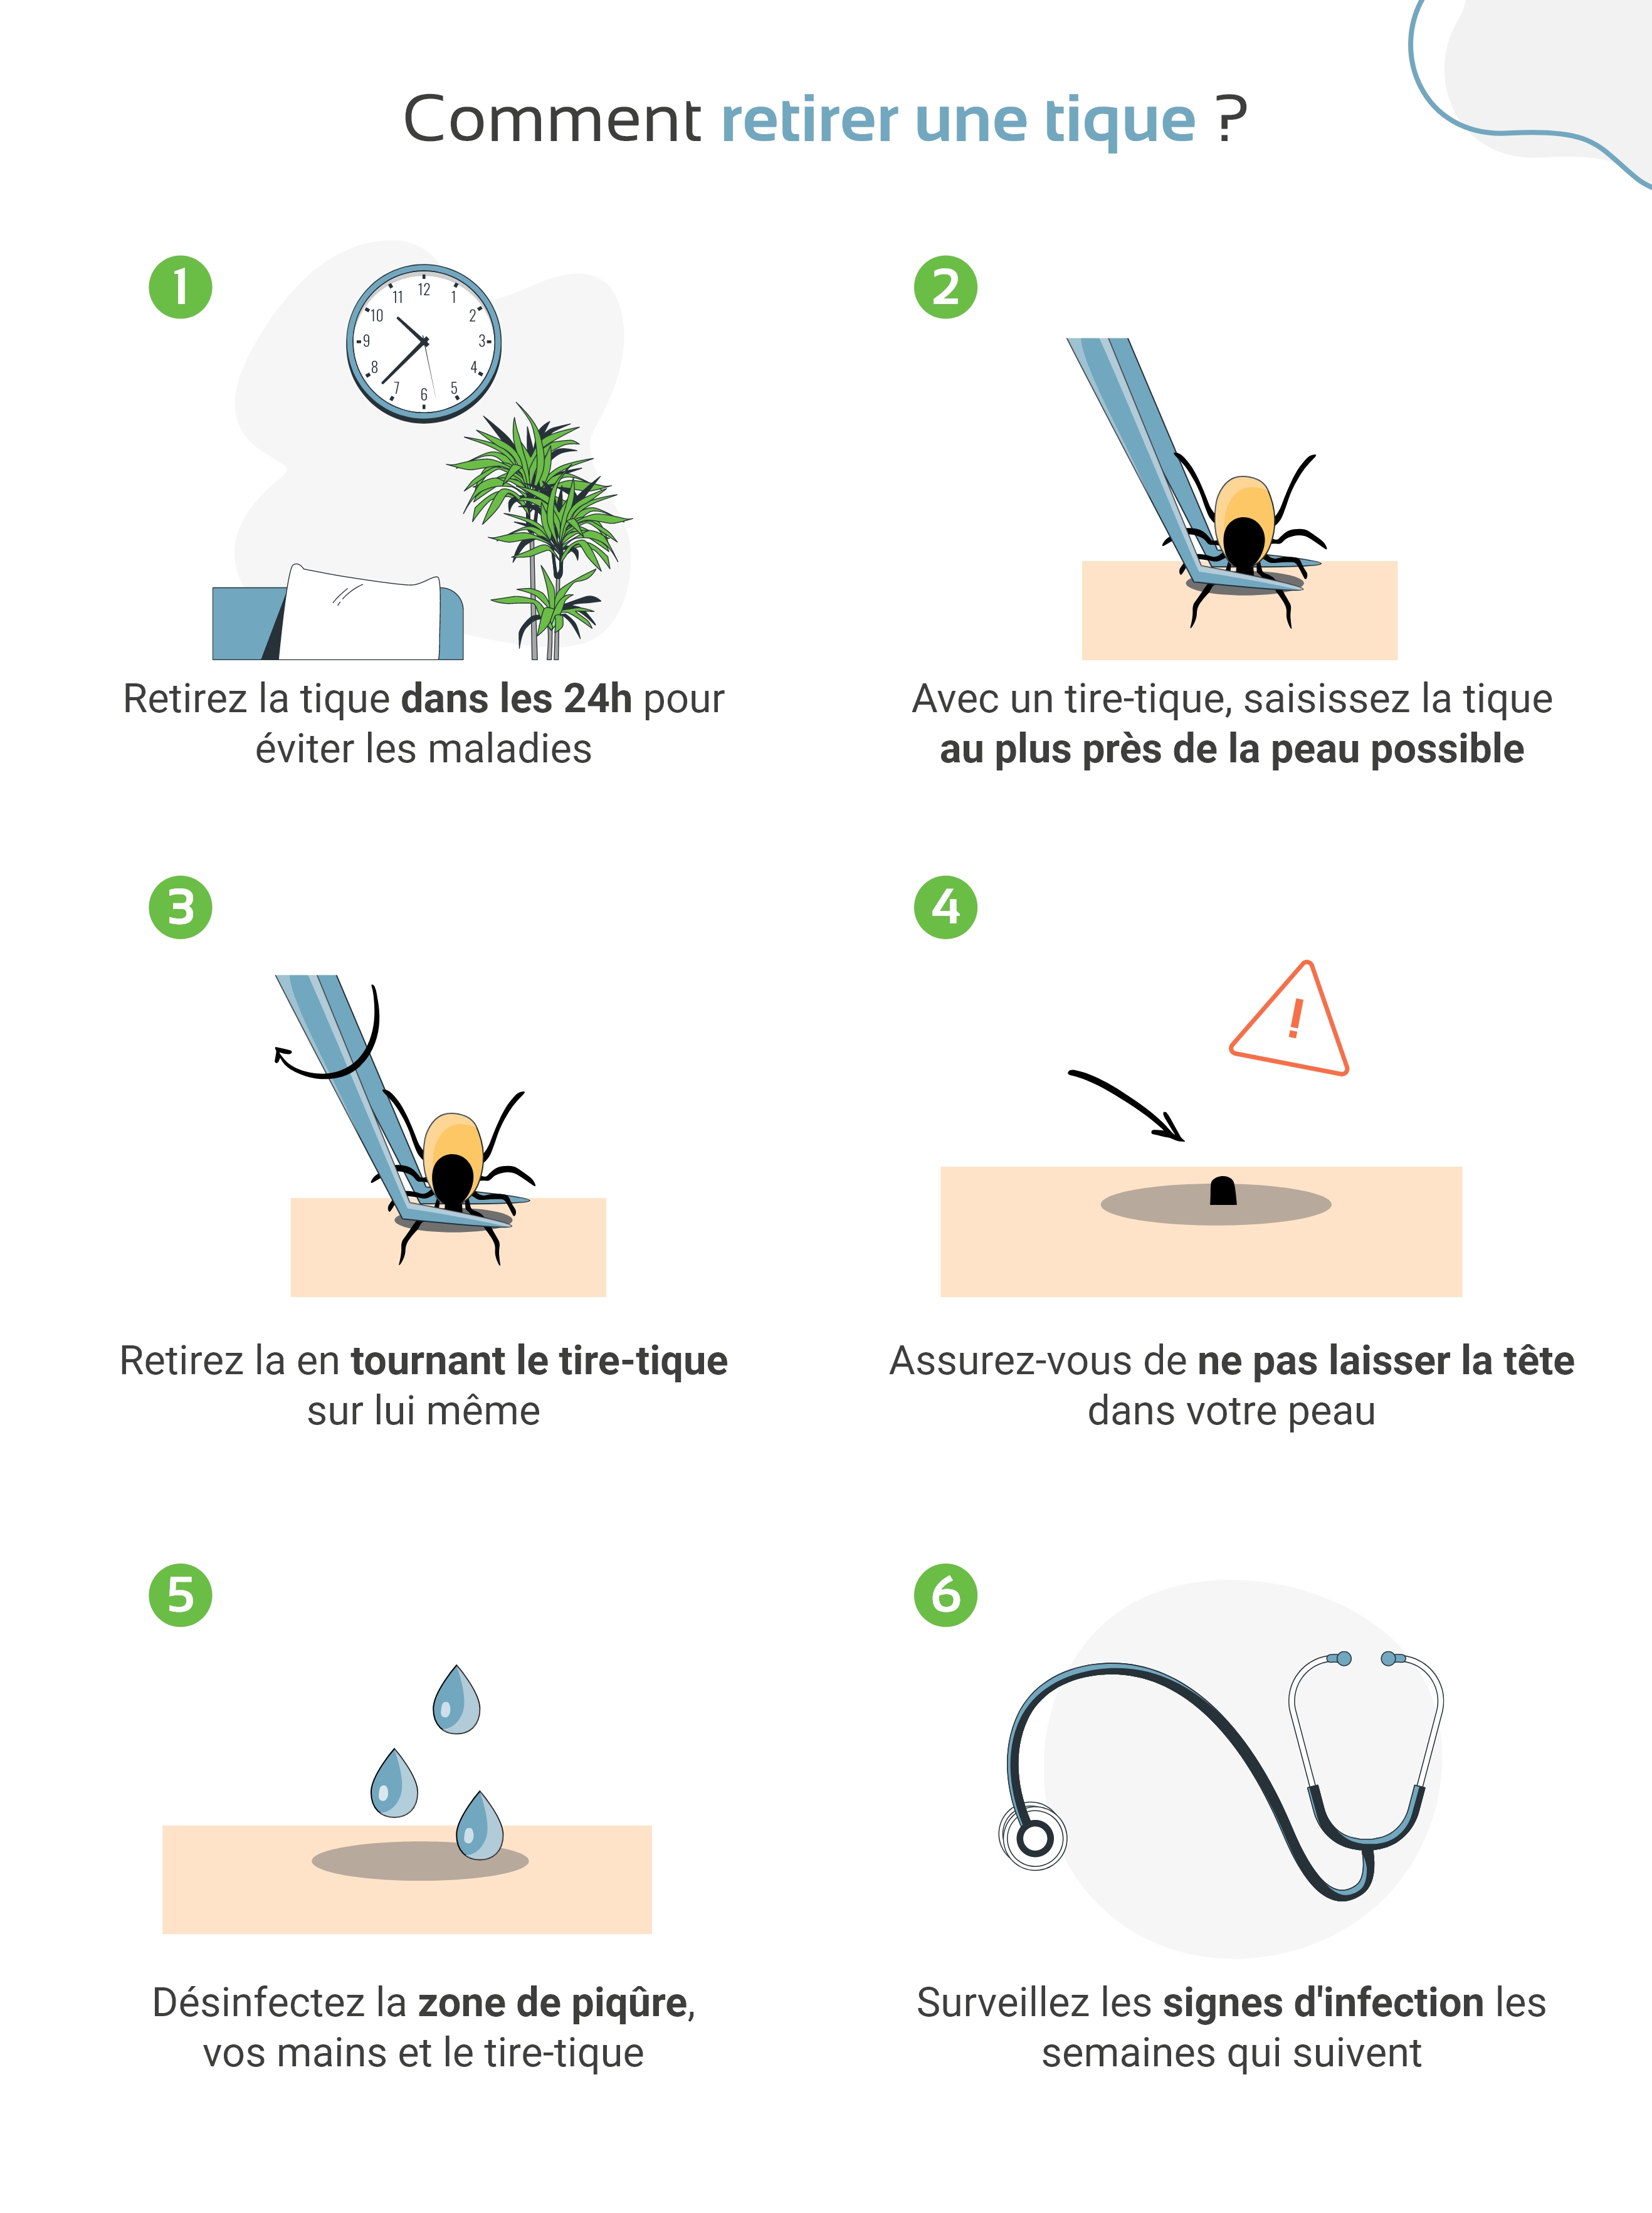 Comment retirer une tique ?
1
12
11
1
10
2
9
3
8
4
7
5
6
Retirez la tique dans les 24h pour
éviter les maladies
2
Avec un tire-tique, saisissez la tique
au plus près de la peau possible
3
Retirez la en tournant le tire-tique
sur lui même
4
!
Assurez-vous de ne pas laisser la tête
dans votre peau
5
Désinfectez la zone de piqûre,
vos mains et le tire-tique
6
Surveillez les signes d'infection les
semaines qui suivent